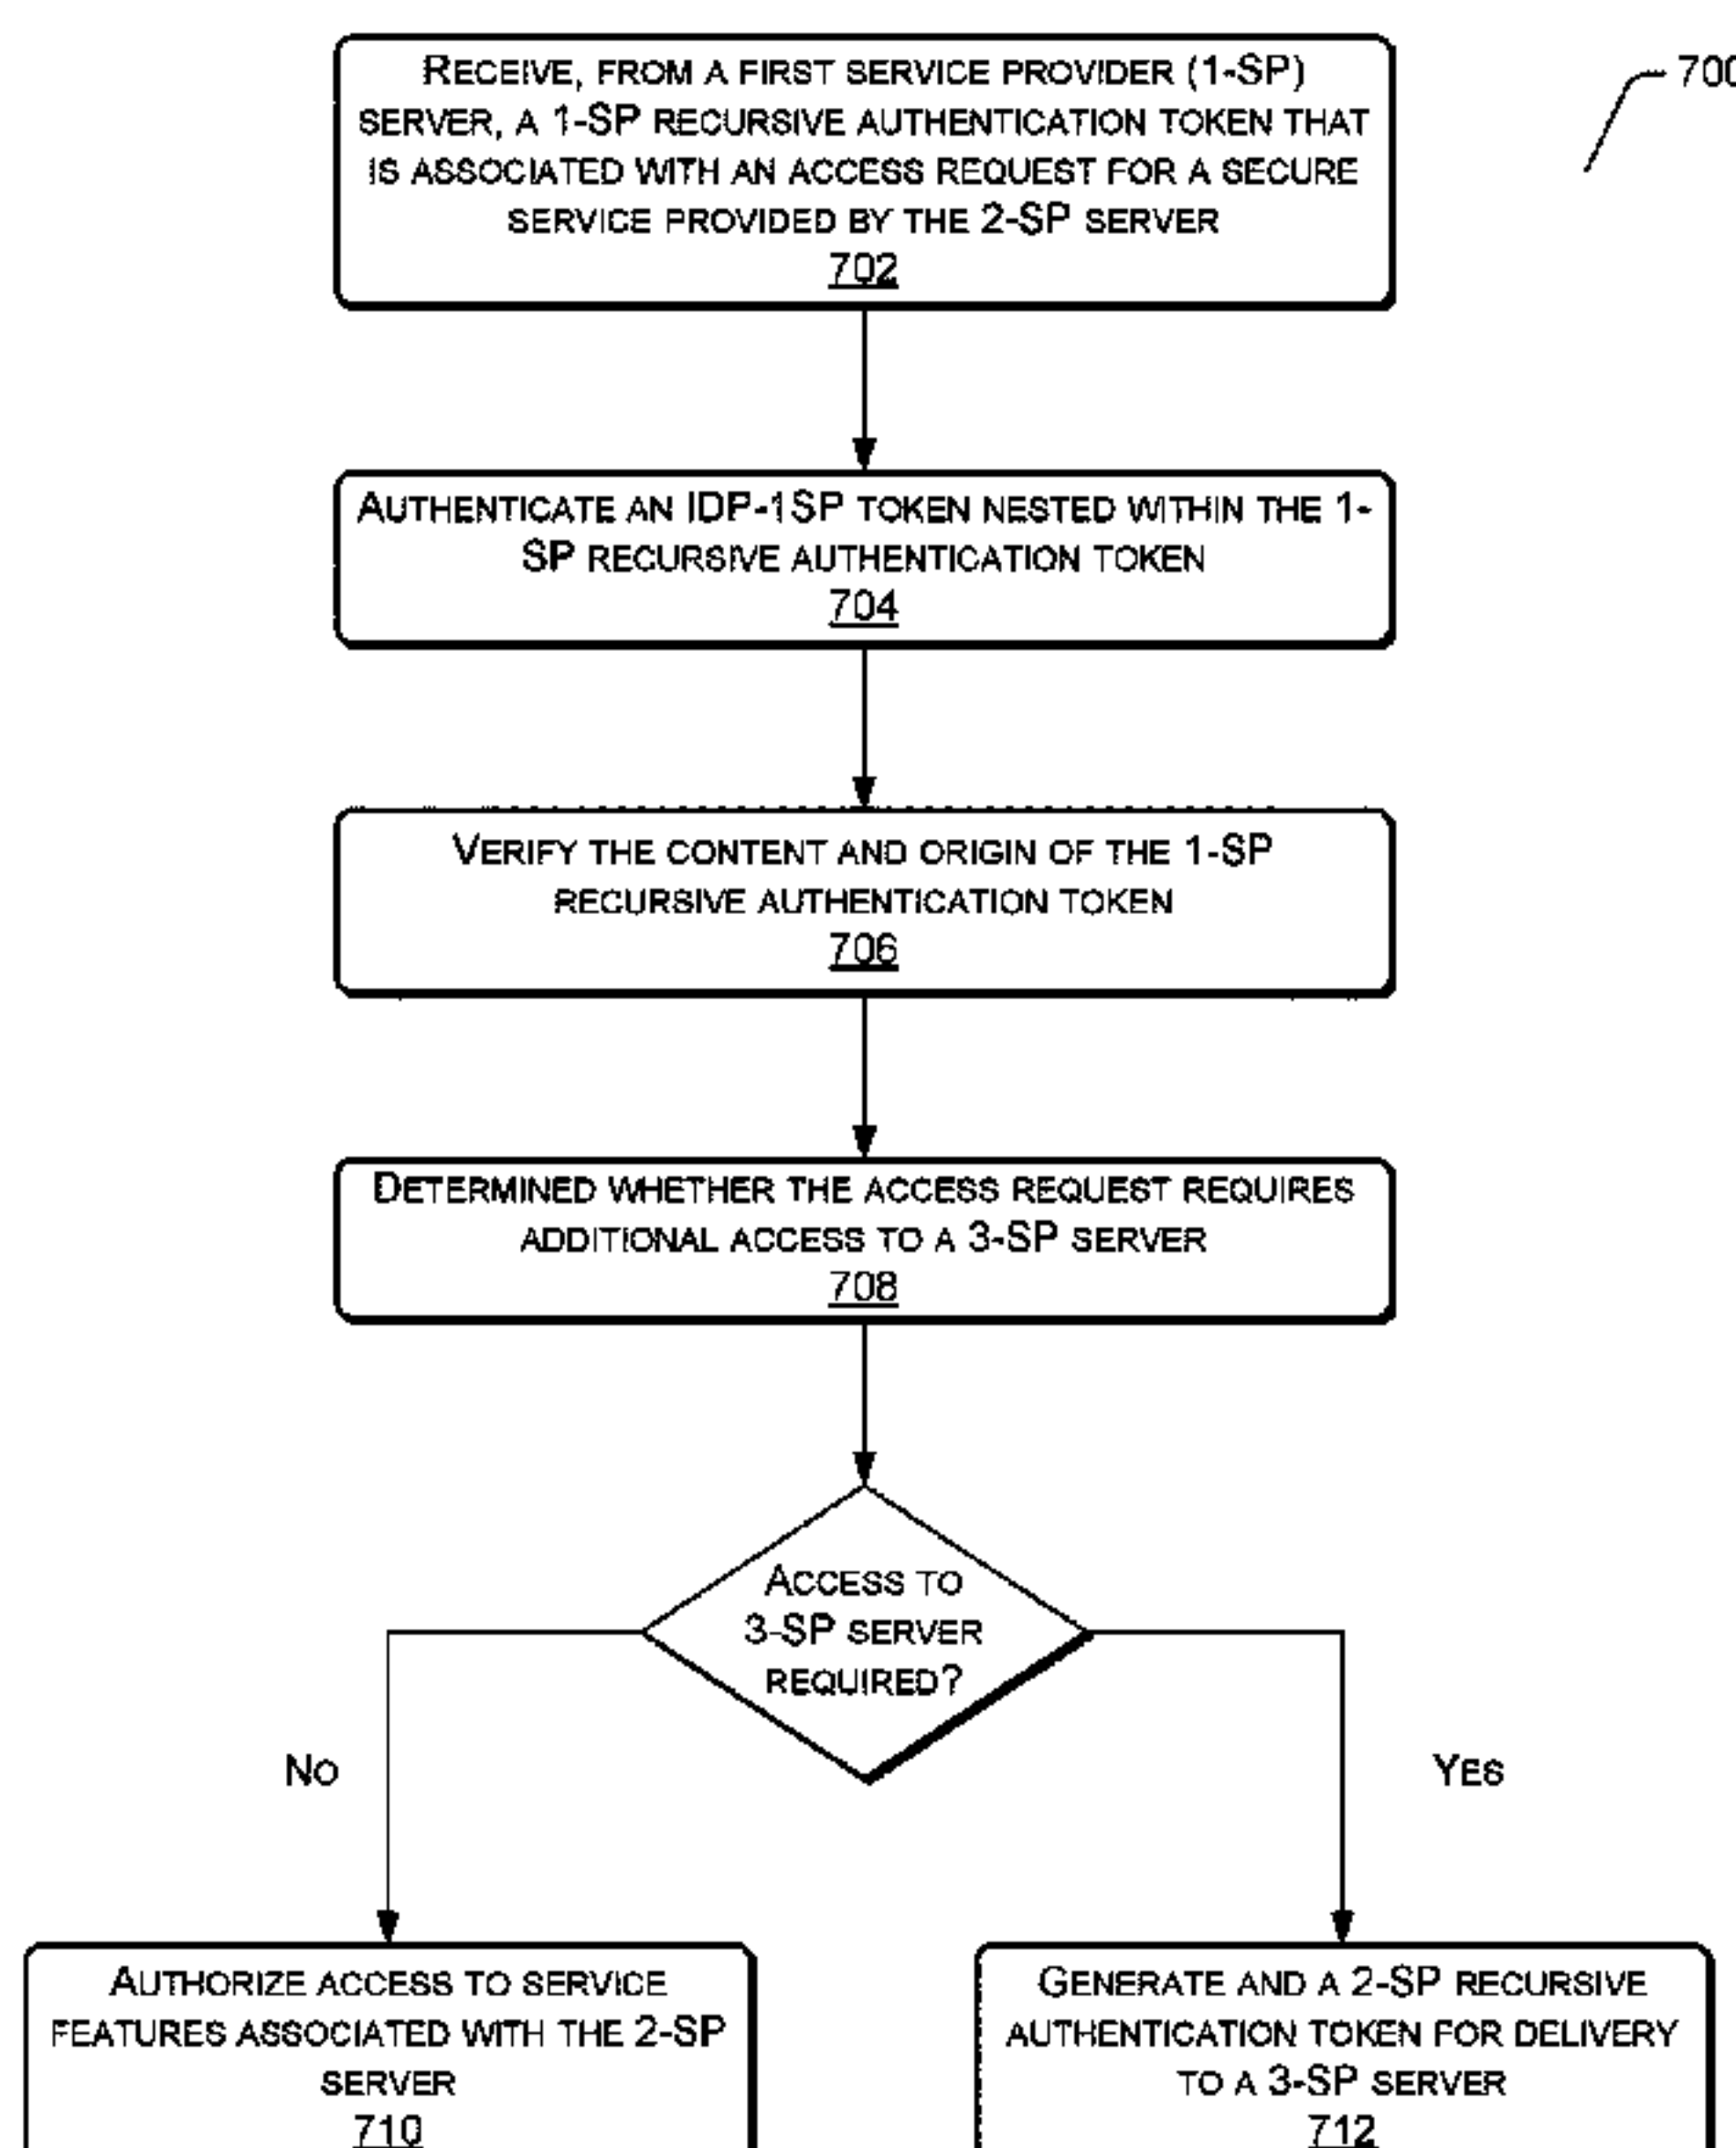 RECEIVE, FROM A FIRST SERVICE PROVIDER (1-SP)
SERVER, A 1-SP RECURSIVE AUTHENTICATION TOKEN THAT
IS ASSOCIATED WITH AN ACCESS REQUEST FOR A SECURE
SERVICE PROVIDED BY THE 2-SP SERVER
702
700
AUTHENTICATE AN IDP-1SP TOKEN NESTED WITHIN THE 1-
SP RECURSIVE AUTHENTICATION TOKEN
704
VERIFY THE CONTENT AND ORIGIN OF THE 1-SP
RECURSIVE AUTHENTICATION TOKEN
706
DETERMINED WHETHER THE ACCESS REQUEST REQUIRES
ADDITIONAL ACCESS TO A 3-SP SERVER
708
ACCESS TO
3-SP SERVER
REQUIRED?
NO
YES
AUTHORIZE ACCESS TO SERVICE
FEATURES ASSOCIATED WITH THE 2-SP
SERVER
710
GENERATE AND A 2-SP RECURSIVE
AUTHENTICATION TOKEN FOR DELIVERY
TO A 3-SP SERVER
712